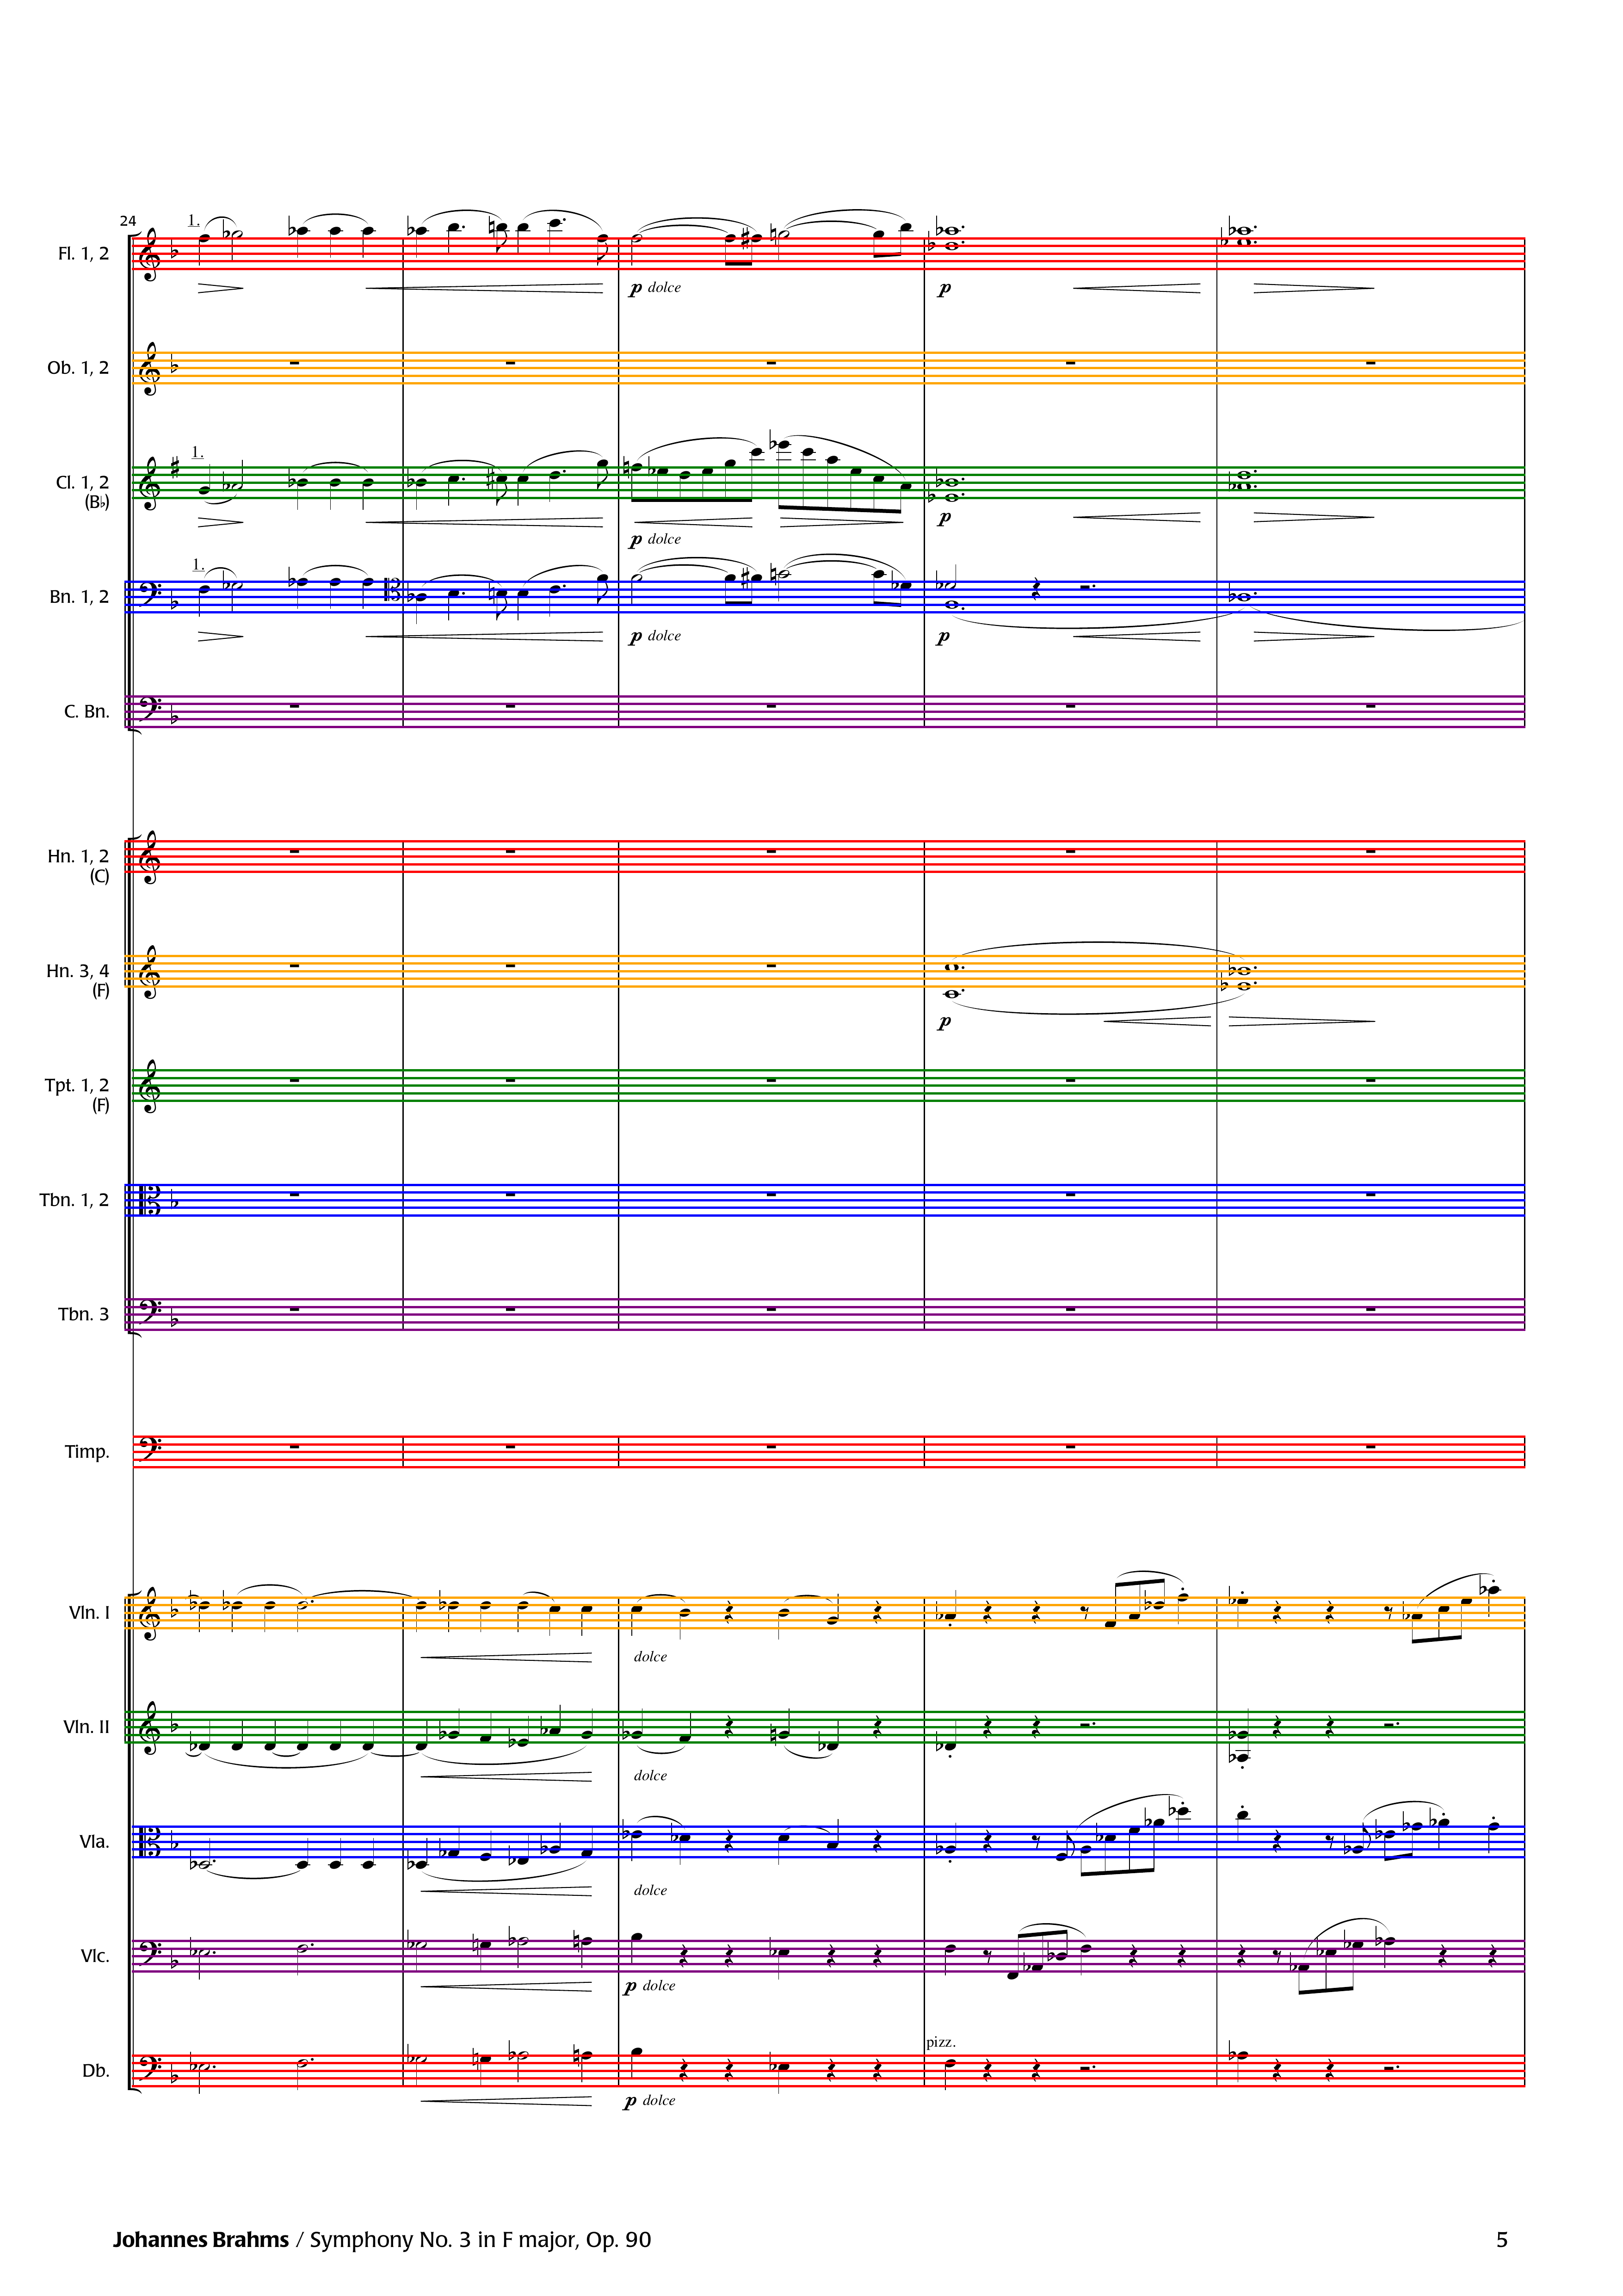 24
1.
Fl. 1, 2
p dolce
p
Ob. 1, 2
1.
Cl. 1, 2
(B♭)
p dolce
p
1.
Bn. 1, 2
p dolce
p
C. Bn.
Hn. 1, 2
(C)
Hn. 3, 4
(F)
p
Tpt. 1, 2
(F)
Tbn. 1, 2
Tbn. 3
Timp.
Vln. I
dolce
Vln. II
dolce
Vla.
dolce
Vlc.
p dolce
pizz.
Db.
p dolce
Johannes Brahms / Symphony No. 3 in F major, Op. 90 5